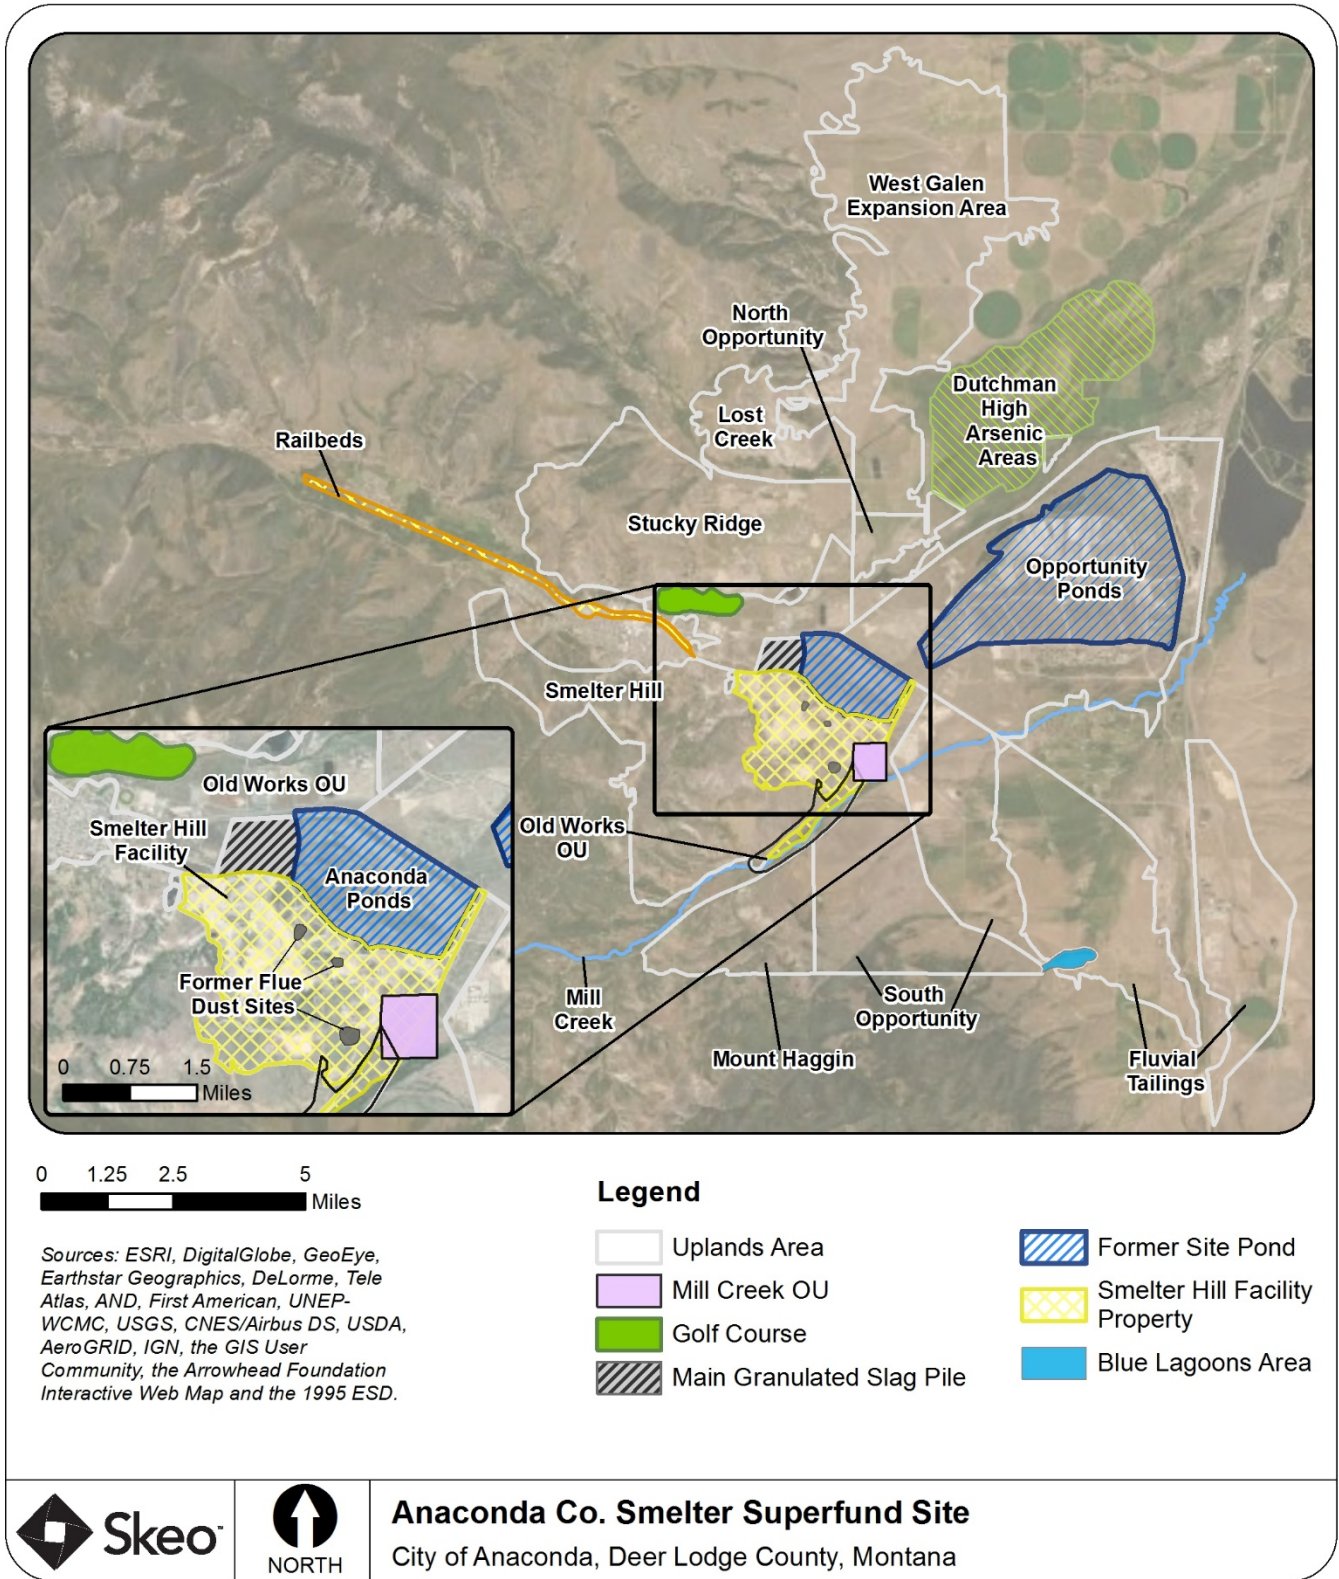 West Galen
Expansion Area
North
Opportunity
Dutchman
High
Arsenic
Areas
Lost
Creek
Railbeds
Stucky Ridge
Opportunity
Ponds
Smelter Hill
Old Works OU
Smelter Hill
Facility
Anaconda
Ponds
Former Flue
Dust Sites
0 0.75 1.5
Miles
Old Works
OU
Mill
Creek
South
Opportunity
Mount Haggin
Fluvial
Tailings
0 1.25 2.5 5
Miles
Sources: ESRI, DigitalGlobe, GeoEye,
Earthstar Geographics, DeLorme, Tele
Atlas, AND, First American, UNEP-
WCMC, USGS, CNES/Airbus DS, USDA,
AeroGRID, IGN, the GIS User
Community, the Arrowhead Foundation
Interactive Web Map and the 1995 ESD.
Legend
Uplands Area
Mill Creek OU
Golf Course
Main Granulated Slag Pile
Former Site Pond
Smelter Hill Facility
Property
Blue Lagoons Area
Skeo™
NORTH
Anaconda Co. Smelter Superfund Site
City of Anaconda, Deer Lodge County, Montana